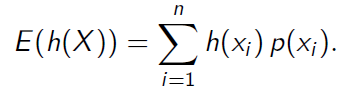 E(h(X)) = \sum_{i=1}^{n} h(x_i) p(x_i).